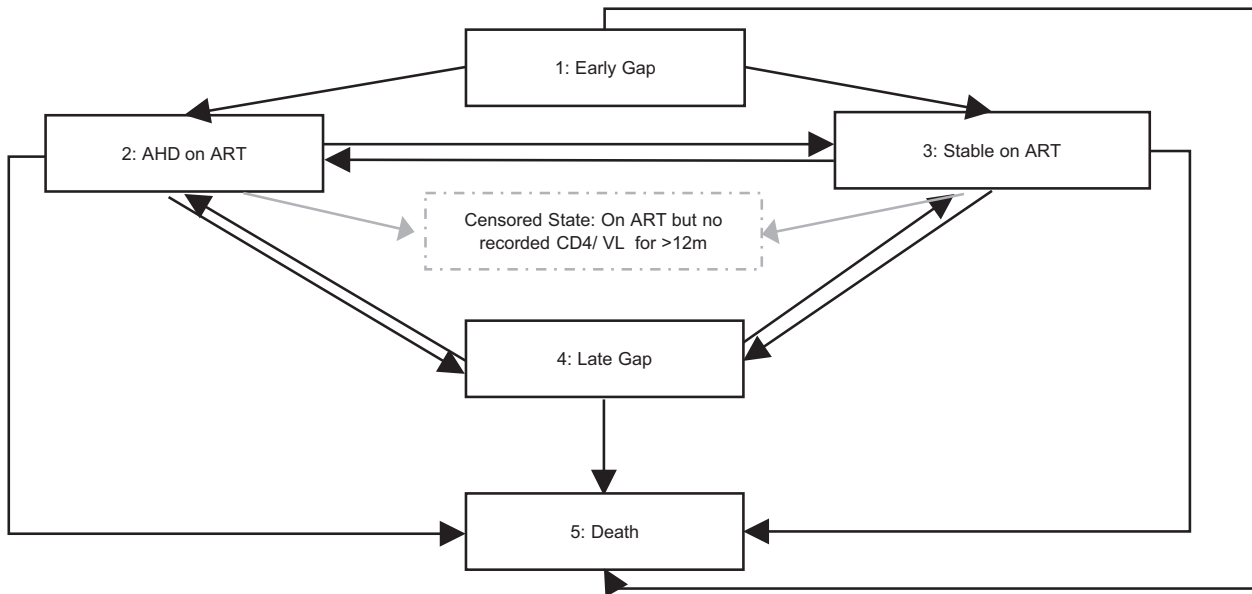 1: Early Gap
2: AHD on ART
3: Stable on ART
Censored State: On ART but no
recorded CD4/ VL for >12m
4: Late Gap
5: Death